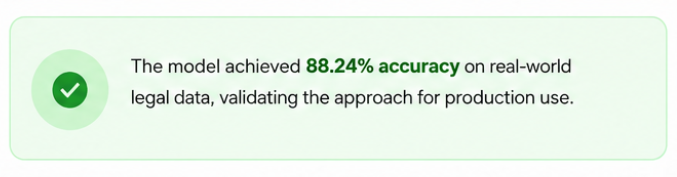 The model achieved 88.24% accuracy on real-world
legal data, validating the approach for production use.